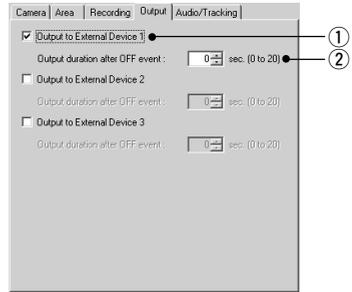 Camera Area Recording Output Audio/Tracking
Output to External Device 1 ①
Output duration after OFF event : 0 sec. (0 to 20) ②
Output to External Device 2
Output duration after OFF event : 0 sec. (0 to 20)
Output to External Device 3
Output duration after OFF event : 0 sec. (0 to 20)